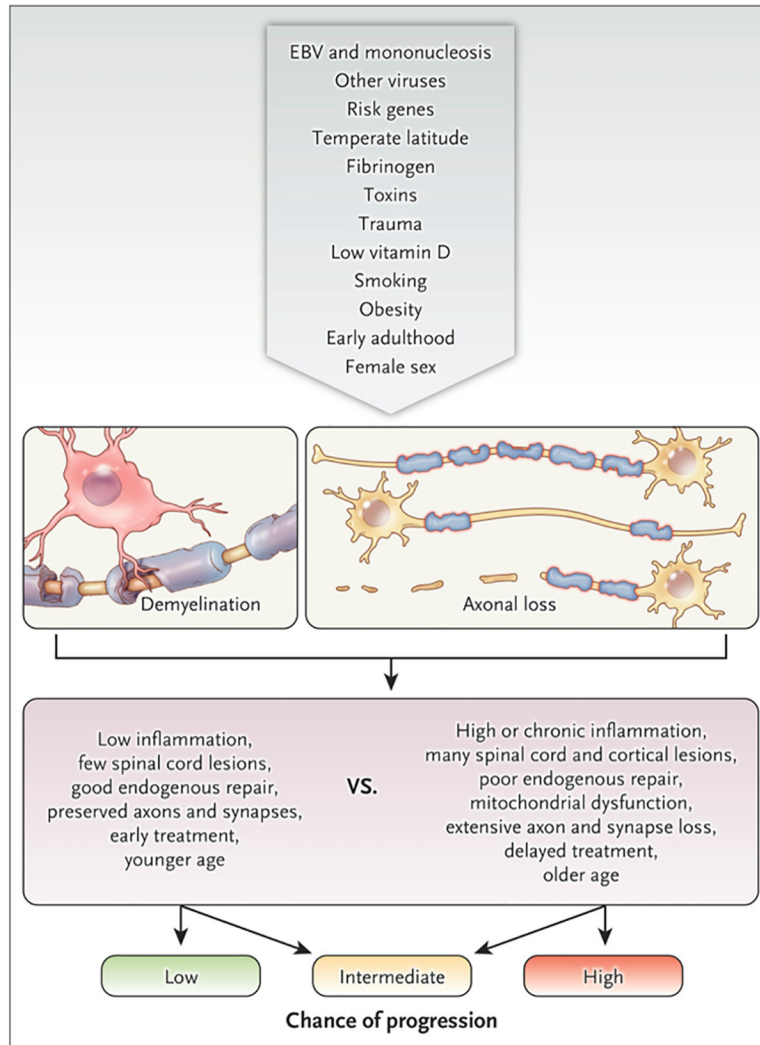 EBV and mononucleosis
Other viruses
Risk genes
Temperate latitude
Fibrinogen
Toxins
Trauma
Low vitamin D
Smoking
Obesity
Early adulthood
Female sex
Demyelination
Axonal loss
Low inflammation,
few spinal cord lesions,
good endogenous repair,
preserved axons and synapses,
early treatment,
younger age
VS.
High or chronic inflammation,
many spinal cord and cortical lesions,
poor endogenous repair,
mitochondrial dysfunction,
extensive axon and synapse loss,
delayed treatment,
older age
Low
Intermediate
High
Chance of progression